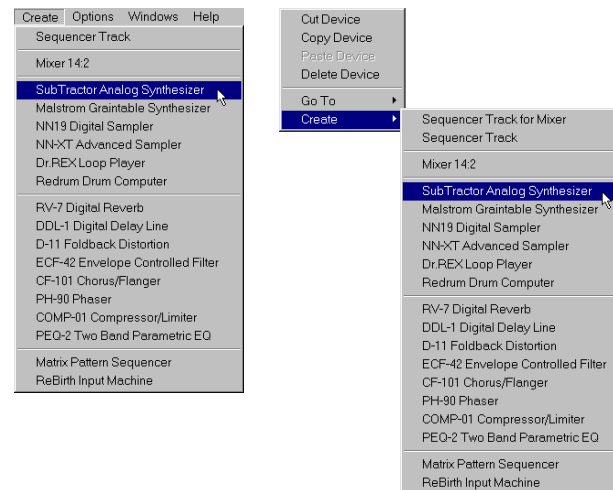 Create Options Windows Help
Sequencer Track
Mixer 14:2
SubTractor Analog Synthesizer
Malstrom Graintable Synthesizer
NN19 Digital Sampler
NN-XT Advanced Sampler
Dr.REX Loop Player
Redrum Drum Computer
RV-7 Digital Reverb
DDL-1 Digital Delay Line
D-11 Foldback Distortion
ECF-42 Envelope Controlled Filter
CF-101 Chorus/Flanger
PH-90 Phaser
COMP-01 Compressor/Limiter
PEQ-2 Two Band Parametric EQ
Matrix Pattern Sequencer
ReBirth Input Machine
Cut Device
Copy Device
Paste Device
Delete Device
Go To
Create
Sequencer Track for Mixer
Sequencer Track
Mixer 14:2
SubTractor Analog Synthesizer
Malstrom Graintable Synthesizer
NN19 Digital Sampler
NN-XT Advanced Sampler
Dr.REX Loop Player
Redrum Drum Computer
RV-7 Digital Reverb
DDL-1 Digital Delay Line
D-11 Foldback Distortion
ECF-42 Envelope Controlled Filter
CF-101 Chorus/Flanger
PH-90 Phaser
COMP-01 Compressor/Limiter
PEQ-2 Two Band Parametric EQ
Matrix Pattern Sequencer
ReBirth Input Machine